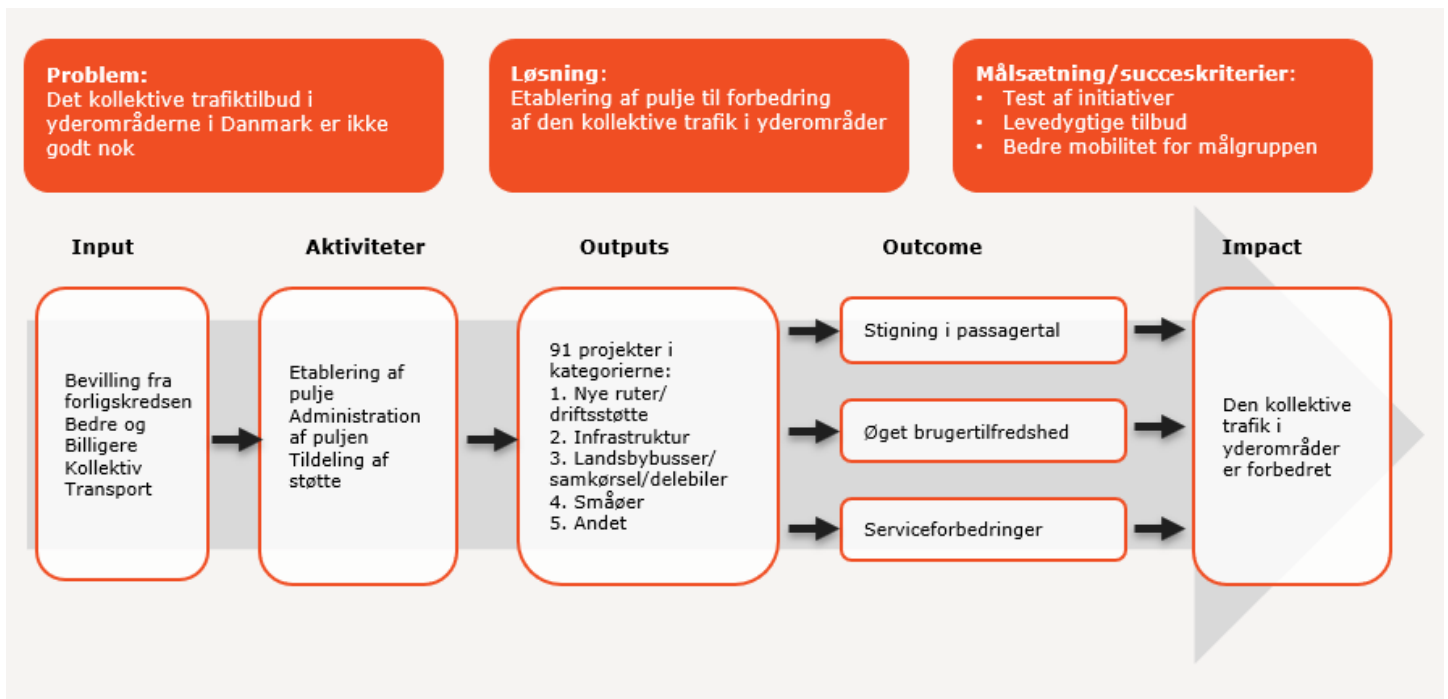 Problem:
Det kollektive trafiktilbud i
yderområderne i Danmark er ikke
godt nok
Løsning:
Etablering af pulje til forbedring
af den kollektive trafik i yderområder
Målsætning/succeskriterier:
• Test af initiativer
• Levedygtige tilbud
• Bedre mobilitet for målgruppen
Input
Aktiviteter
Outputs
Outcome
Impact
Bevilling fra
forligskredsen
Bedre og
Billigere
Kollektiv
Transport
Etablering af
pulje
Administration
af puljen
Tildeling af
støtte
91 projekter i
kategorierne:
1. Nye ruter/
driftsstøtte
2. Infrastruktur
3. Landsbybusser/
samkørsel/delebiler
4. Småøer
5. Andet
Stigning i passagertal
Øget brugertilfredshed
Serviceforbedringer
Den kollektive
trafik i
yderområder
er forbedret